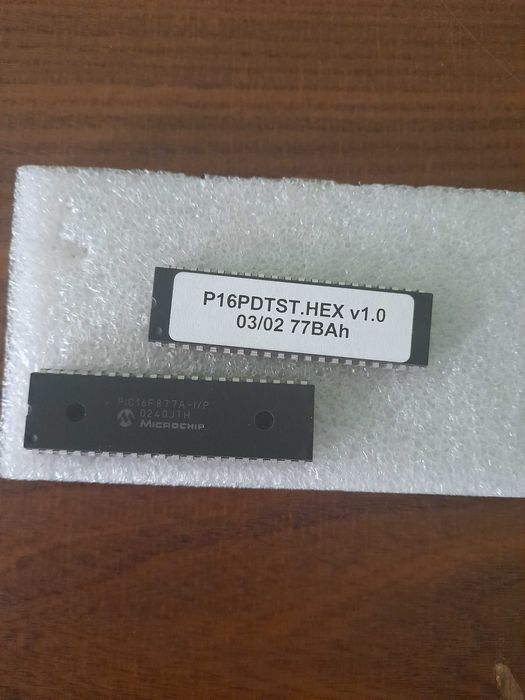 P16PDTST.HEX v1.0
03/02 77BAh
PIC16F877A-I/P
0240JTH
MICROCHIP